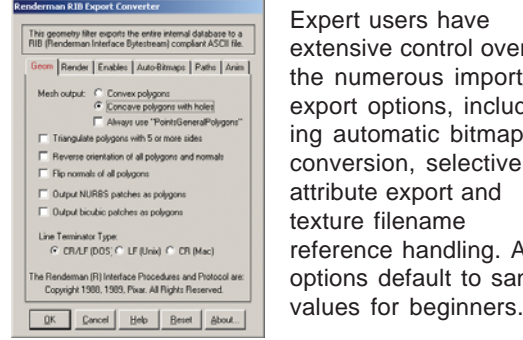 Renderman RIB Export Converter
This geometry filter exports the entire internal database to a
RIB (Renderman Interface Bytestream) compliant ASCII file.
Geom Render Enables Auto-Bitmaps Paths Anim
Mesh output: Convex polygons
Concave polygons with holes
Always use "PointsGeneralPolygons"
Triangulate polygons with 5 or more sides
Reverse orientation of all polygons and normals
Flip normals of all polygons
Output NURBS patches as polygons
Output bicubic patches as polygons
Line Terminator Type:
CR/LF (DOS) LF (Unix) CR (Mac)
The Renderman (R) Interface Procedures and Protocol are:
Copyright 1988, 1989, Pixar. All Rights Reserved.
OK Cancel Help Reset About...
Expert users have
extensive control over
the numerous import
export options, includ
ing automatic bitmap
conversion, selective
attribute export and
texture filename
reference handling. A
options default to sar
values for beginners.